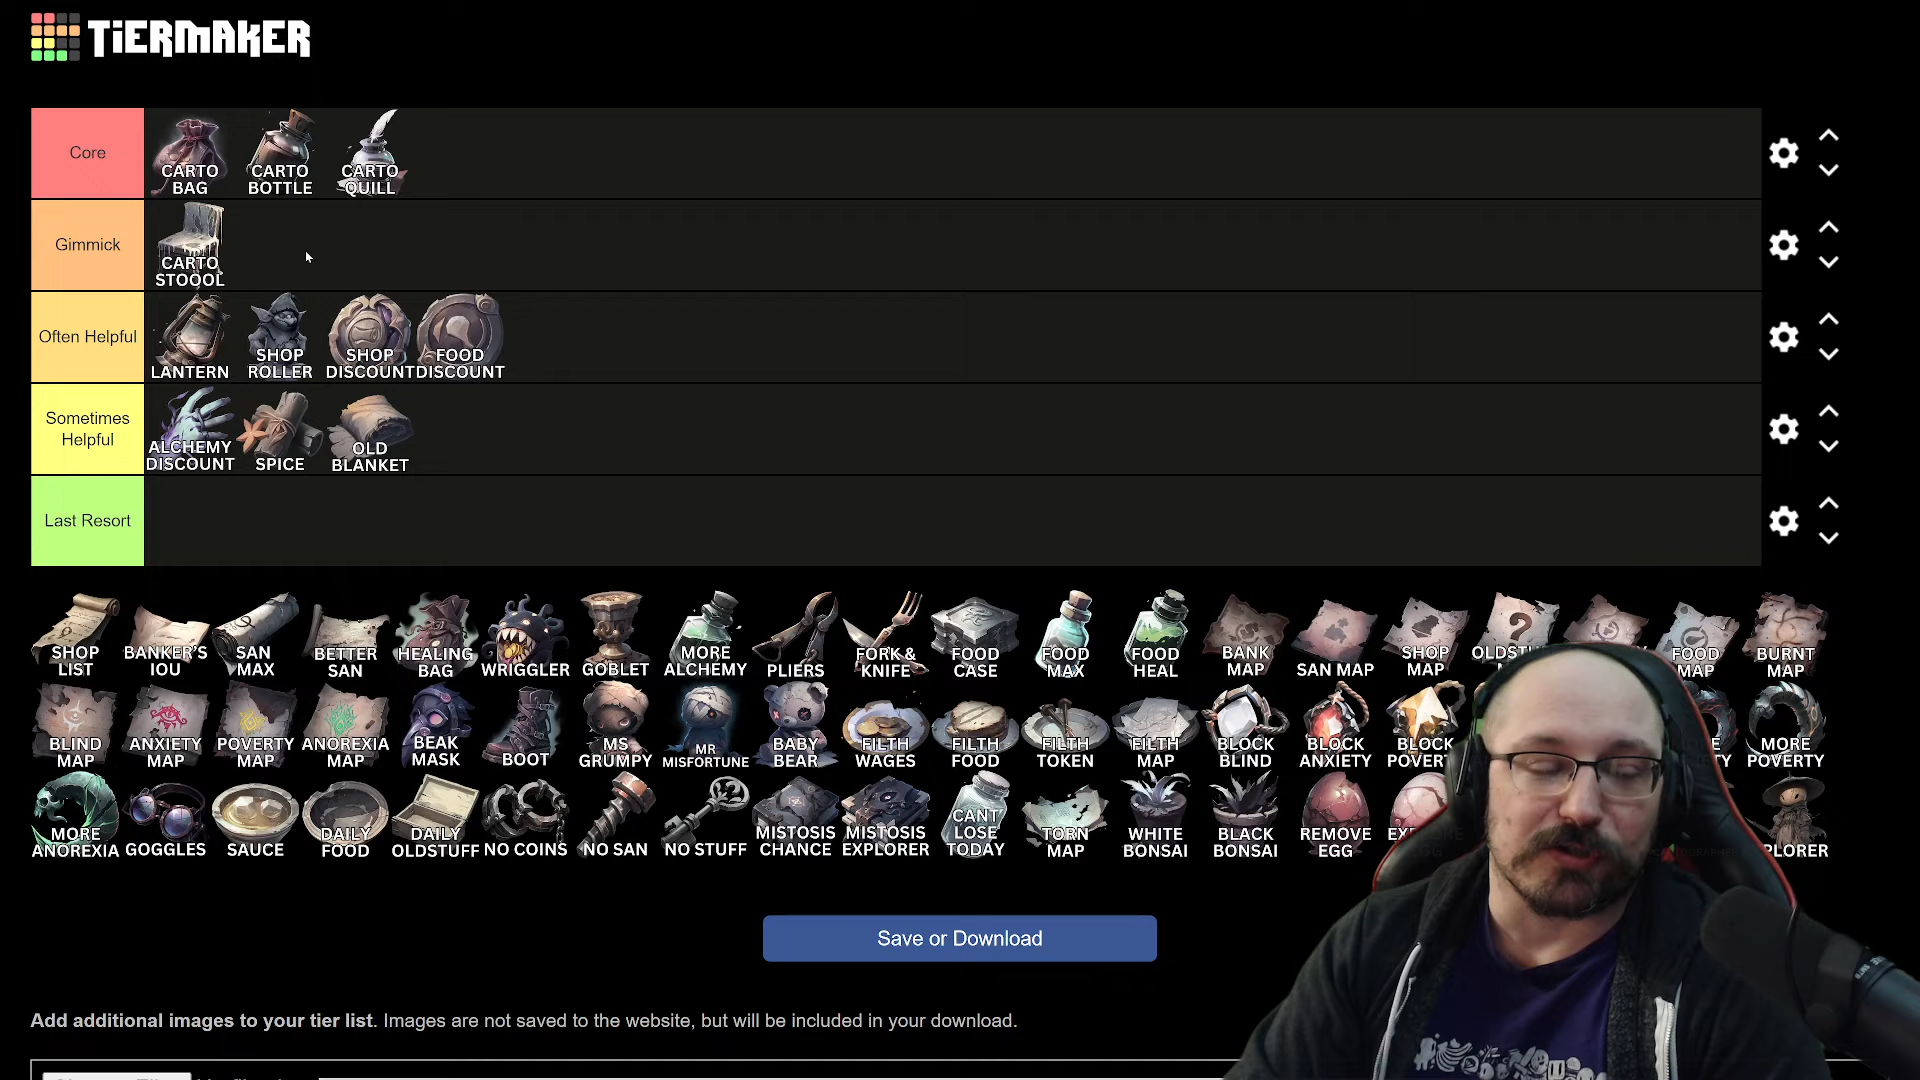 TiERMAKER
Core
CARTO BAG
CARTO BOTTLE
CARTO QUILL
Gimmick
CARTO STOOOL
Often Helpful
LANTERN
SHOP ROLLER
SHOP DISCOUNT
FOOD DISCOUNT
Sometimes Helpful
ALCHEMY DISCOUNT
SPICE
OLD BLANKET
Last Resort
SHOP LIST
BANKER'S IOU
SAN MAX
BETTER SAN
HEALING BAG
WRIGGLER
GOBLET
MORE ALCHEMY
PLIERS
FORK & KNIFE
FOOD CASE
FOOD MAX
FOOD HEAL
BANK MAP
SAN MAP
SHOP MAP
FOOD MAP
BURNT MAP
BLIND MAP
ANXIETY MAP
POVERTY MAP
ANOREXIA MAP
BEAK MASK
BOOT
MS GRUMPY
MR MISFORTUNE
BABY BEAR
FILTH WAGES
FILTH FOOD
FILTH TOKEN
FILTH MAP
BLOCK BLIND
BLOCK ANXIETY
BLOCK
MORE POVERTY
MORE ANOREXIA
GOGGLES
SAUCE
DAILY FOOD
DAILY OLDSTUFF
NO COINS
NO SAN
NO STUFF
MISTOSIS CHANCE
MISTOSIS EXPLORER
CANT LOSE TODAY
TORN MAP
WHITE BONSAI
BLACK BONSAI
REMOVE EGG
Save or Download
Add additional images to your tier list. Images are not saved to the website, but will be included in your download.